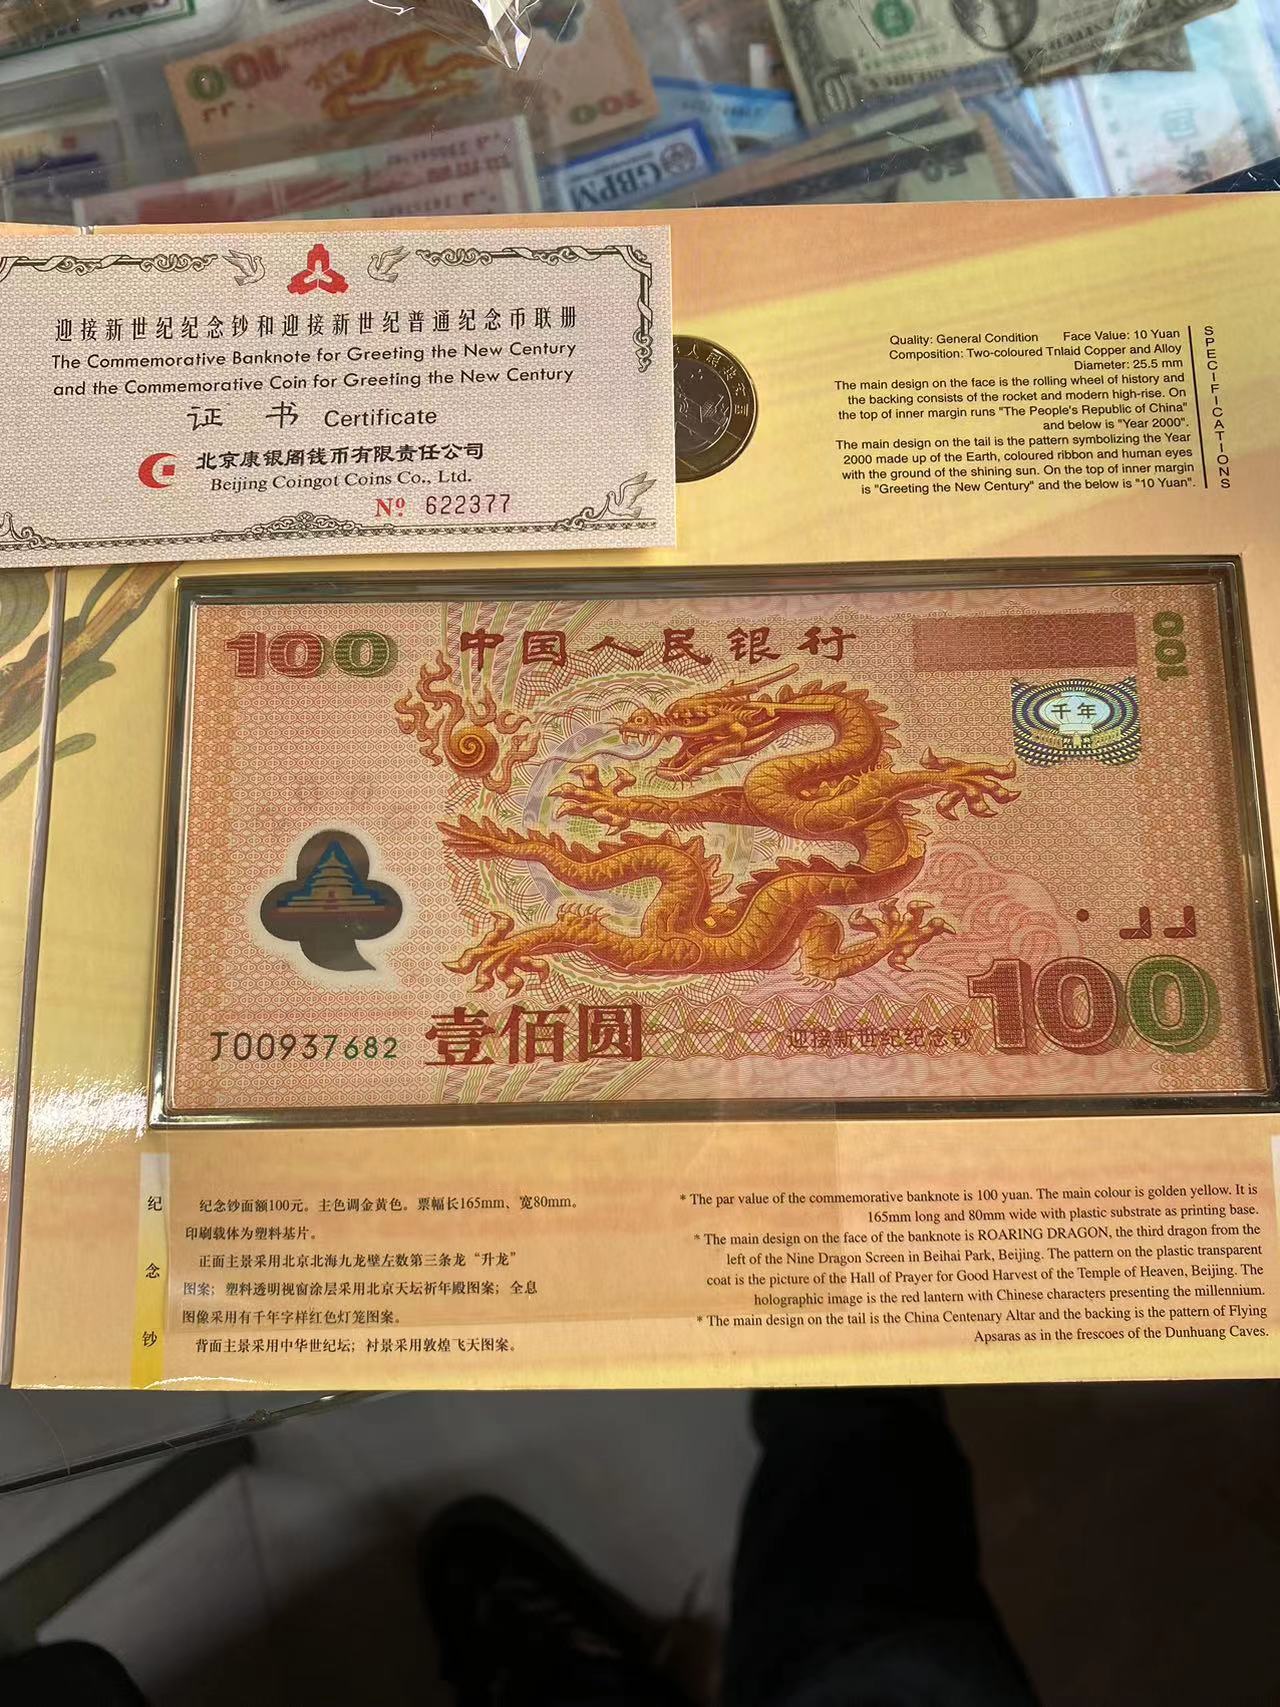 100
100
GBPM
迎接新世纪纪念钞和迎接新世纪普通纪念币联册
The Commemorative Banknote for Greeting the New Century
and the Commemorative Coin for Greeting the New Century
证 书 Certificate
北京康银阁钱币有限责任公司
Beijing Coingot Coins Co., Ltd.
Nº 622377
Quality: General Condition Face Value: 10 Yuan
Composition: Two-coloured Tnlaid Copper and Alloy
Diameter: 25.5 mm
The main design on the face is the rolling wheel of history and
the backing consists of the rocket and modern high-rise. On
the top of inner margin runs "The People's Republic of China"
and below is "Year 2000".
The main design on the tail is the pattern symbolizing the Year
2000 made up of the Earth, coloured ribbon and human eyes
with the ground of the shining sun. On the top of inner margin
is "Greeting the New Century" and the below is "10 Yuan".
SPECIFICATIONS
100
中国人民银行
100
千年
J00937682
壹佰圆
迎接新世纪纪念钞
100
纪念钞
纪念钞面额100元。主色调金黄色。票幅长165mm、宽80mm。
印刷载体为塑料基片。
正面主景采用北京北海九龙壁左数第三条龙“升龙”
图案；塑料透明视窗涂层采用北京天坛祈年殿图案；全息
图像采用有千年字样红色灯笼图案。
背面主景采用中华世纪坛；衬景采用敦煌飞天图案。
* The par value of the commemorative banknote is 100 yuan. The main colour is golden yellow. It is
165mm long and 80mm wide with plastic substrate as printing base.
* The main design on the face of the banknote is ROARING DRAGON, the third dragon from the
left of the Nine Dragon Screen in Beihai Park, Beijing. The pattern on the plastic transparent
coat is the picture of the Hall of Prayer for Good Harvest of the Temple of Heaven, Beijing. The
holographic image is the red lantern with Chinese characters presenting the millennium.
* The main design on the tail is the China Centenary Altar and the backing is the pattern of Flying
Apsaras as in the frescoes of the Dunhuang Caves.